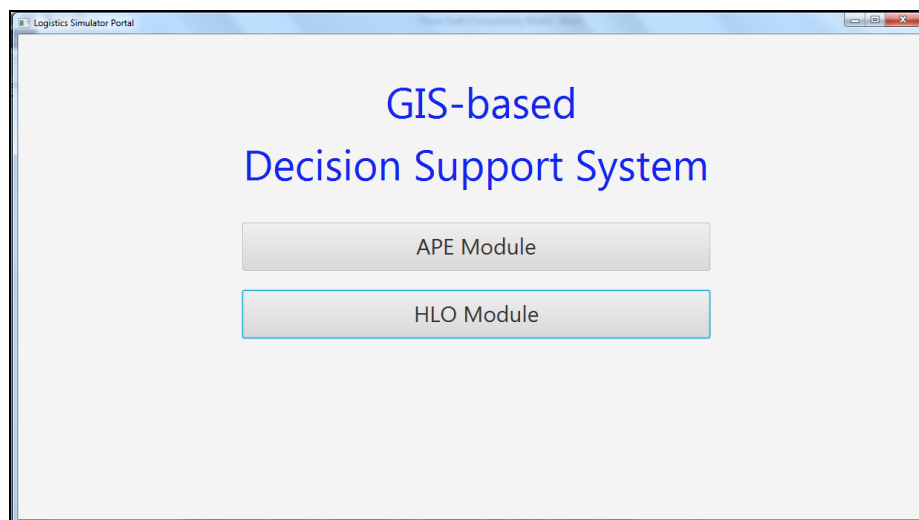 Logistics Simulator Portal
GIS-based
Decision Support System
APE Module
HLO Module